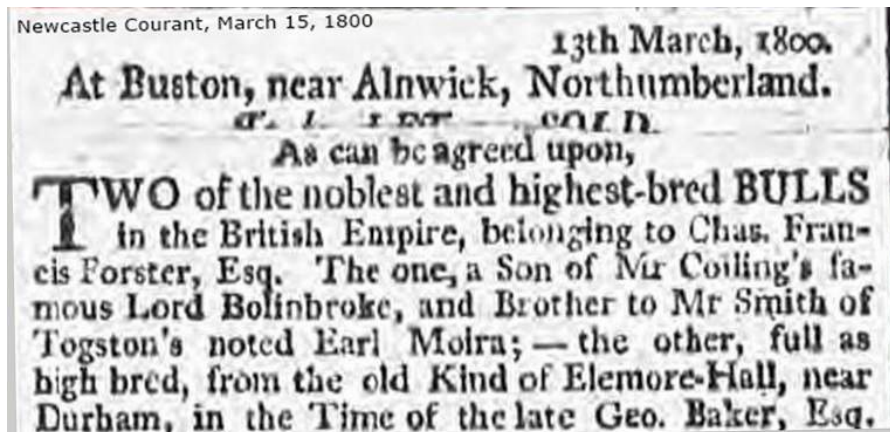 Newcastle Courant, March 15, 1800
13th March, 1800.
At Buston, near Alnwick, Northumberland.
As can be agreed upon,
TWO of the noblest and highest-bred BULLS
in the British Empire, belonging to Chas. Fran-
cis Forster, Esq. The one, a Son of Mr Colling's fa-
mous Lord Bolinbroke, and Brother to Mr Smith of
Togston's noted Earl Moira; — the other, full as
high bred, from the old Kind of Elemore-Hall, near
Durham, in the Time of the late Geo. Baker, Esq.